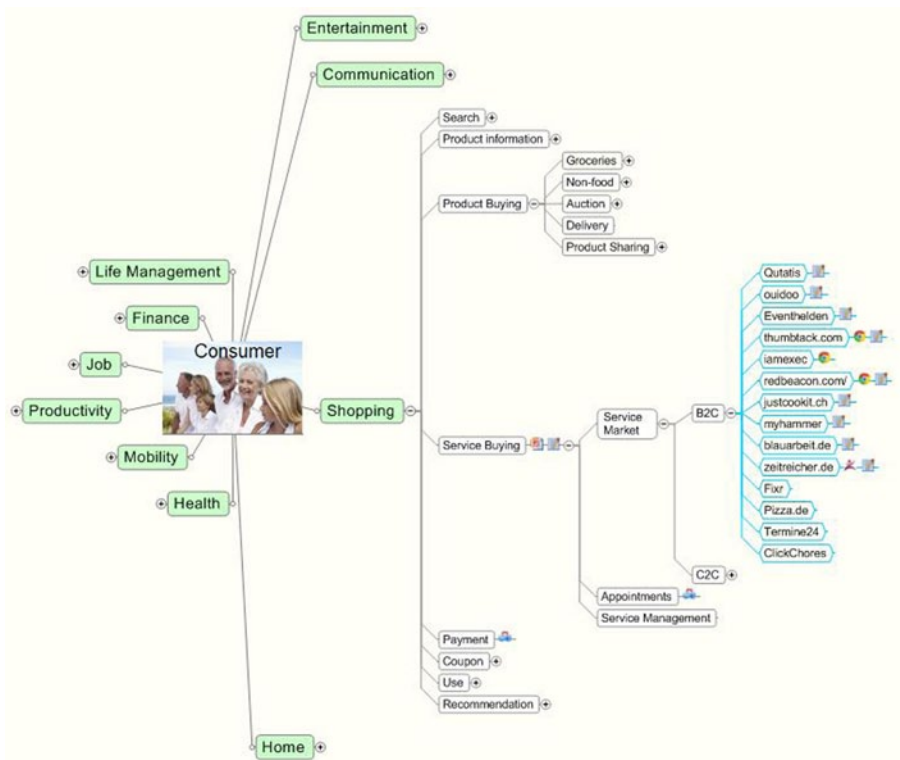 Entertainment
Communication
Search
Product information
Groceries
Non-food
Product Buying
Auction
Delivery
Product Sharing
Life Management
Finance
Consumer
Job
Productivity
Shopping
Mobility
Health
Service Buying
Service
Market
B2C
Qutatis
ouidoo
Eventhelden
thumbtack.com
iamexec
redbeacon.com/
justcookit.ch
myhammer
blauarbeit.de
zeitreicher.de
Fixr
Pizza.de
Termine24
ClickChores
C2C
Appointments
Service Management
Payment
Coupon
Use
Recommendation
Home